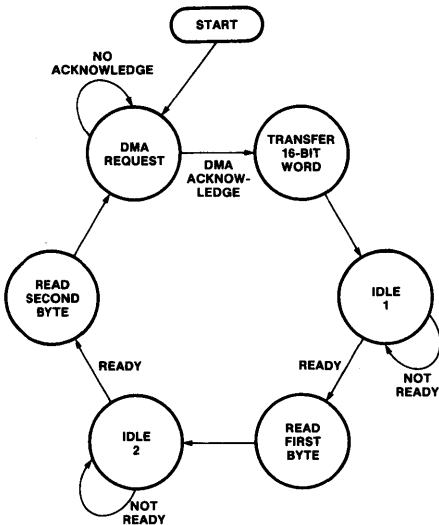 START
NO
ACKNOWLEDGE
DMA
REQUEST
DMA
ACKNOW-
LEDGE
TRANSFER
16-BIT
WORD
IDLE
1
NOT
READY
READY
READ
FIRST
BYTE
IDLE
2
NOT
READY
READY
READ
SECOND
BYTE